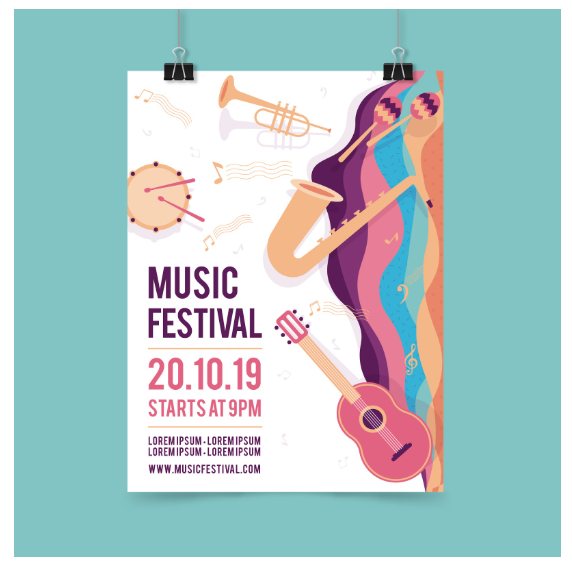 MUSIC
FESTIVAL
20.10.19
STARTS AT 9PM
LOREM IPSUM - LOREM IPSUM
LOREM IPSUM - LOREM IPSUM
WWW.MUSICFESTIVAL.COM